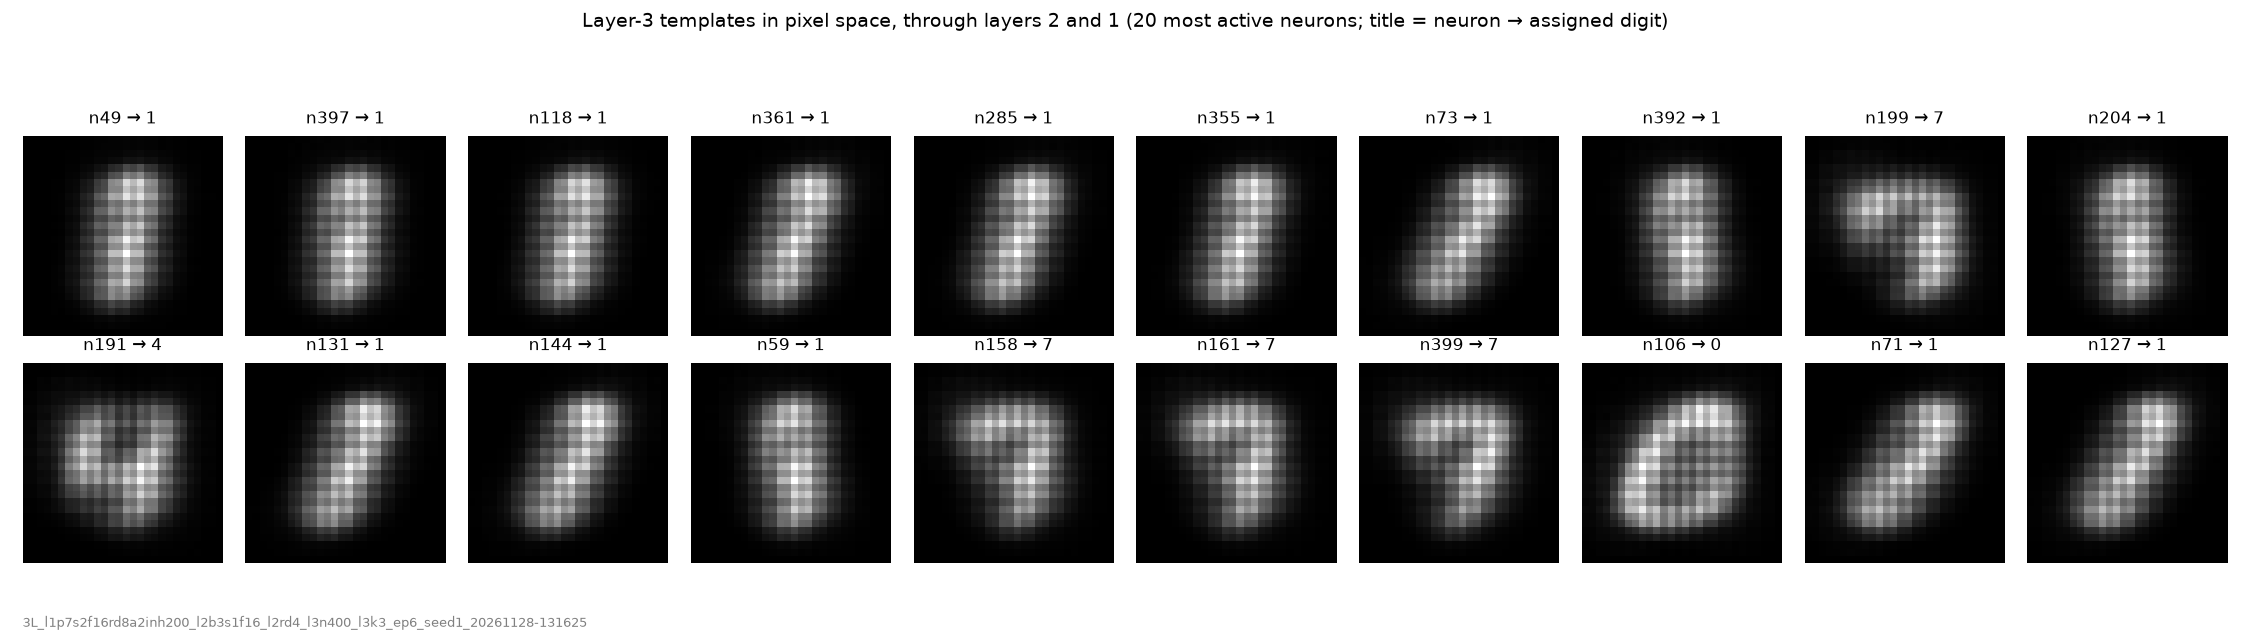 Layer-3 templates in pixel space, through layers 2 and 1 (20 most active neurons; title = neuron → assigned digit)
n49 → 1 n397 → 1 n118 → 1 n361 → 1 n285 → 1 n355 → 1 n73 → 1 n392 → 1 n199 → 7 n204 → 1
n191 → 4 n131 → 1 n144 → 1 n59 → 1 n158 → 7 n161 → 7 n399 → 7 n106 → 0 n71 → 1 n127 → 1
3L_l1p7s2f16rd8a2inh200_l2b3s1f16_l2rd4_l3n400_l3k3_ep6_seed1_20261128-131625